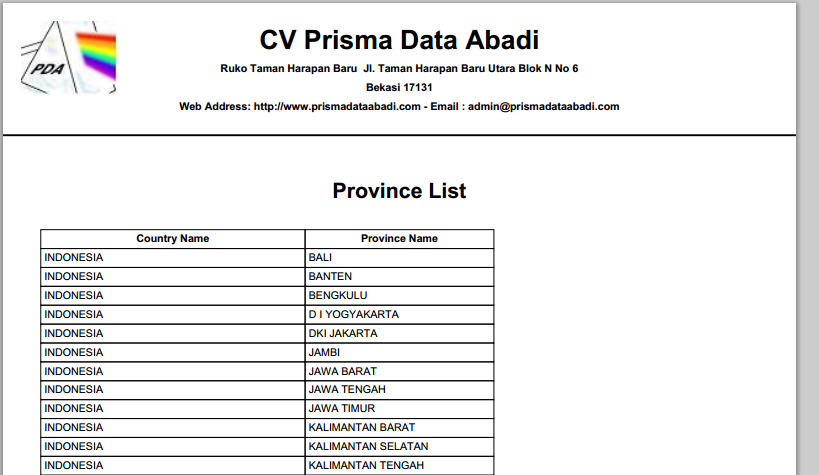 PDA
CV Prisma Data Abadi
Ruko Taman Harapan Baru  Jl. Taman Harapan Baru Utara Blok N No 6
Bekasi 17131
Web Address: http://www.prismadataabadi.com - Email : admin@prismadataabadi.com
Province List
Country Name Province Name
INDONESIA BALI
INDONESIA BANTEN
INDONESIA BENGKULU
INDONESIA D I YOGYAKARTA
INDONESIA DKI JAKARTA
INDONESIA JAMBI
INDONESIA JAWA BARAT
INDONESIA JAWA TENGAH
INDONESIA JAWA TIMUR
INDONESIA KALIMANTAN BARAT
INDONESIA KALIMANTAN SELATAN
INDONESIA KALIMANTAN TENGAH